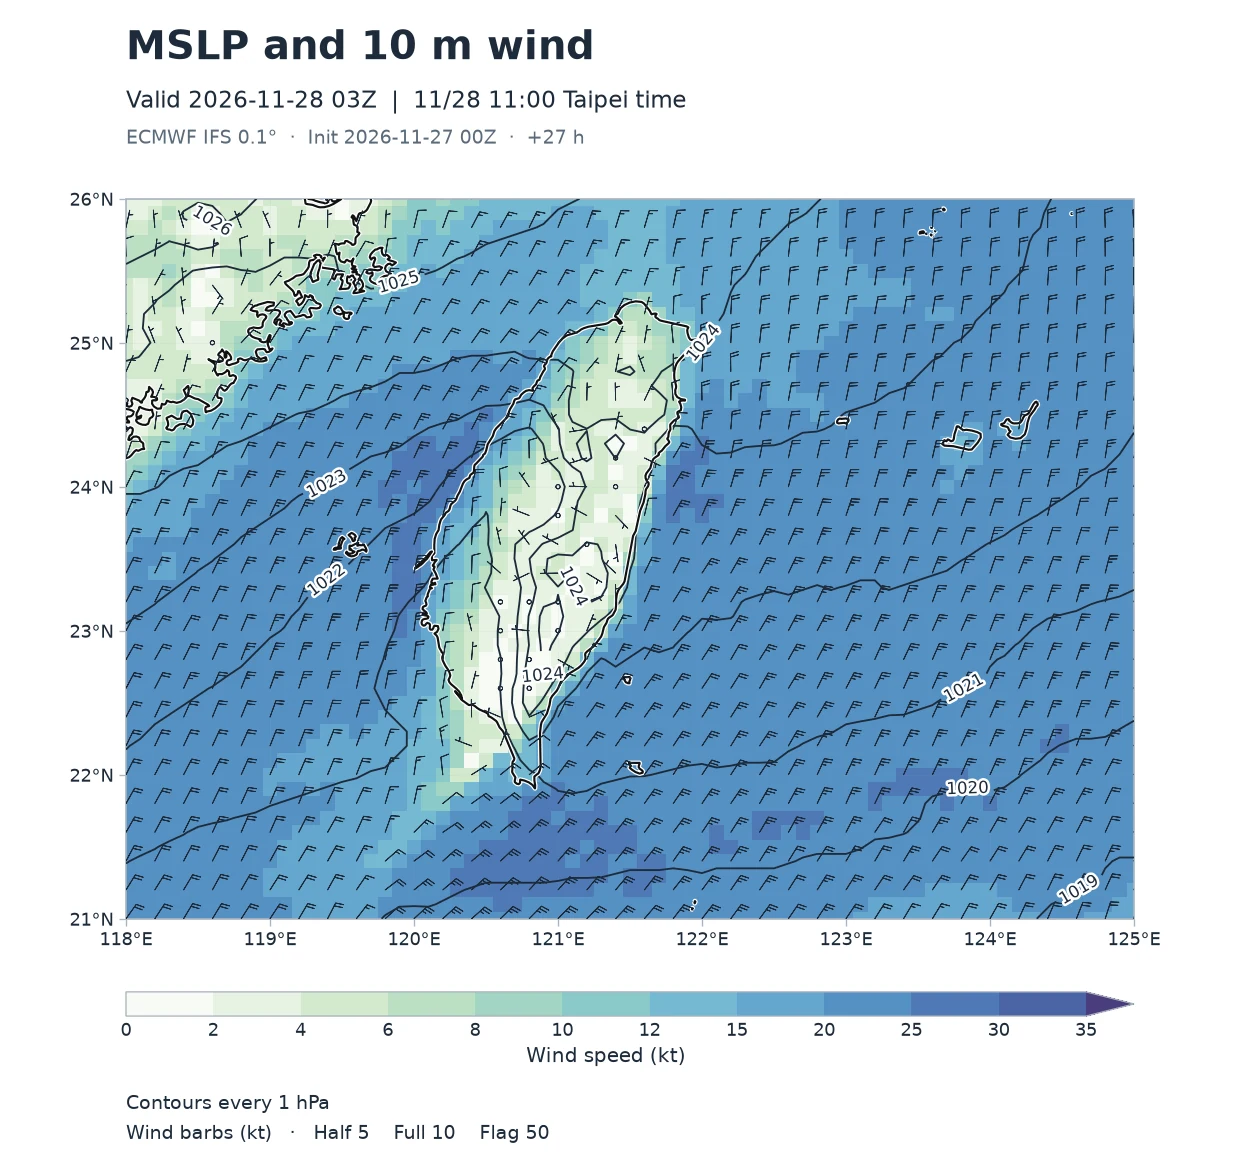 MSLP and 10 m wind
Valid 2026-11-28 03Z | 11/28 11:00 Taipei time
ECMWF IFS 0.1° · Init 2026-11-27 00Z · +27 h
26°N
1026
1025
25°N
1024
24°N
1023
1022
1024
23°N
1024
1021
22°N
1020
1019
21°N
118°E 119°E 120°E 121°E 122°E 123°E 124°E 125°E
0 2 4 6 8 10 12 15 20 25 30 35
Wind speed (kt)
Contours every 1 hPa
Wind barbs (kt) · Half 5 Full 10 Flag 50